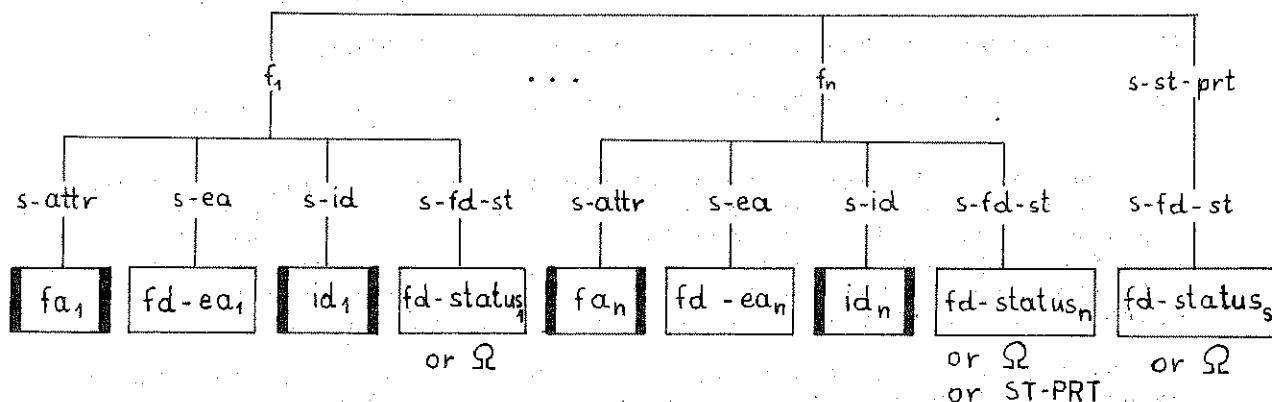 f₁ . . . fₙ s-st-prt
s-attr s-ea s-id s-fd-st s-attr s-ea s-id s-fd-st s-fd-st
fa₁ fd-ea₁ id₁ fd-status₁ faₙ fd-eaₙ idₙ fd-statusₙ fd-statusₛ
or Ω or Ω or Ω
or ST-PRT